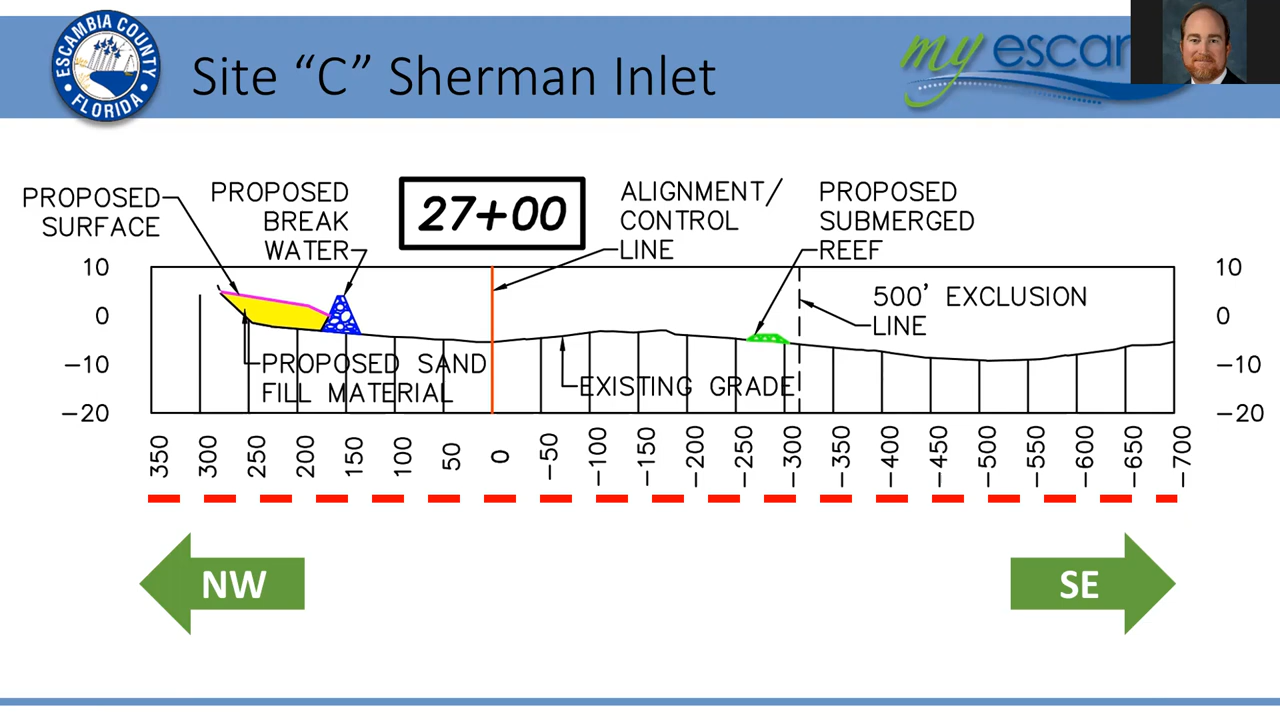 ESCAMBIA COUNTY
FLORIDA
Site “C” Sherman Inlet
my escam
PROPOSED
SURFACE
PROPOSED
BREAK
WATER
27+00
ALIGNMENT/
CONTROL
LINE
PROPOSED
SUBMERGED
REEF
10
0
-10
-20
10
0
-10
-20
500' EXCLUSION
LINE
PROPOSED SAND
FILL MATERIAL
EXISTING GRADE
350
300
250
200
150
100
50
0
-50
-100
-150
-200
-250
-300
-350
-400
-450
-500
-550
-600
-650
-700
NW
SE